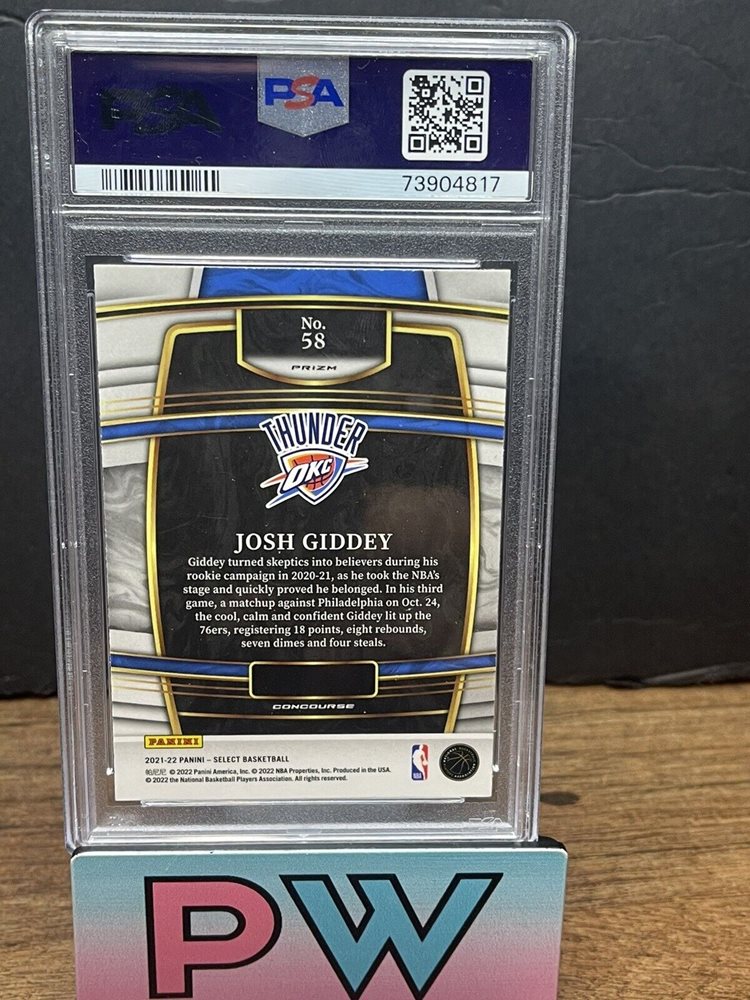 PSA
PSA
73904817
No.
58
PRIZM
THUNDER
OKC
JOSH GIDDEY
Giddey turned skeptics into believers during his
rookie campaign in 2020-21, as he took the NBA's
stage and quickly proved he belonged. In his third
game, a matchup against Philadelphia on Oct. 24,
the cool, calm and confident Giddey lit up the
76ers, registering 18 points, eight rebounds,
seven dimes and four steals.
CONCOURSE
PANINI
2021-22 PANINI – SELECT BASKETBALL
帕尼尼 © 2022 Panini America, Inc. © 2022 NBA Properties, Inc. Produced in the USA.
© 2022 the National Basketball Players Association. All rights reserved.
NBA
PW